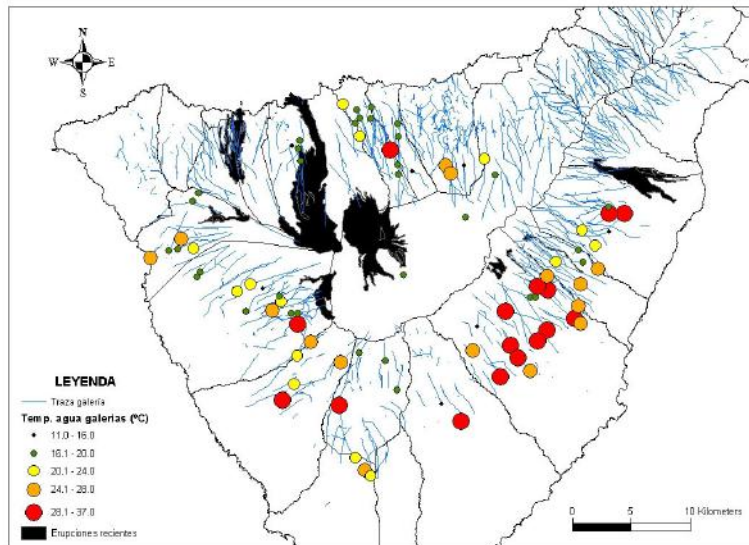 N
W E
S
LEYENDA
Traza galería
Temp. agua galerías (ºC)
11.0 - 16.0
16.1 - 20.0
20.1 - 24.0
24.1 - 28.0
28.1 - 37.0
Erupciones recientes
0 5 10 Kilometers